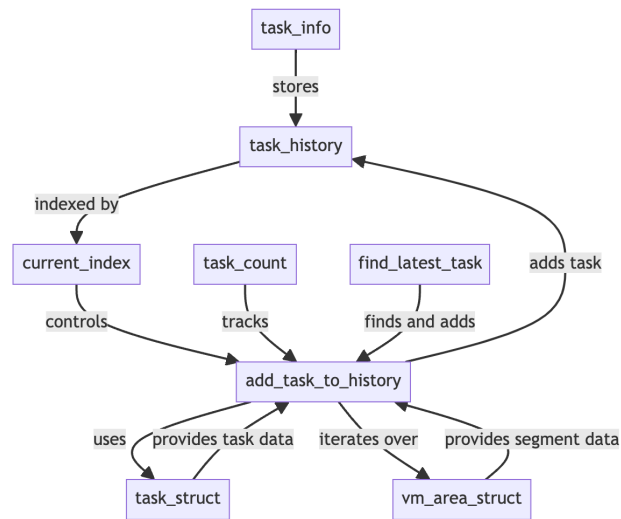 task_info
stores
task_history
indexed by
current_index
task_count
find_latest_task
adds task
controls
tracks
finds and adds
add_task_to_history
uses
provides task data
iterates over
provides segment data
task_struct
vm_area_struct